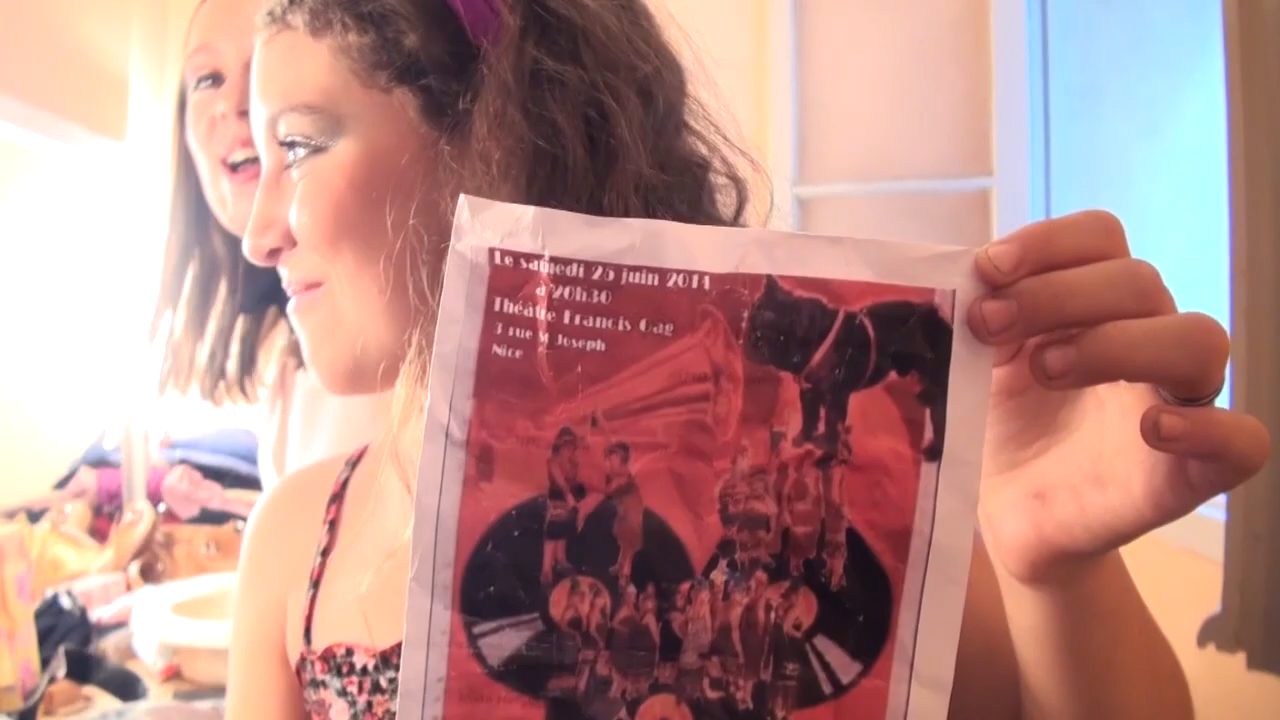 Le samedi 25 juin 2011
à 20h30
Théâtre Francis Gag
3 rue St Joseph
Nice